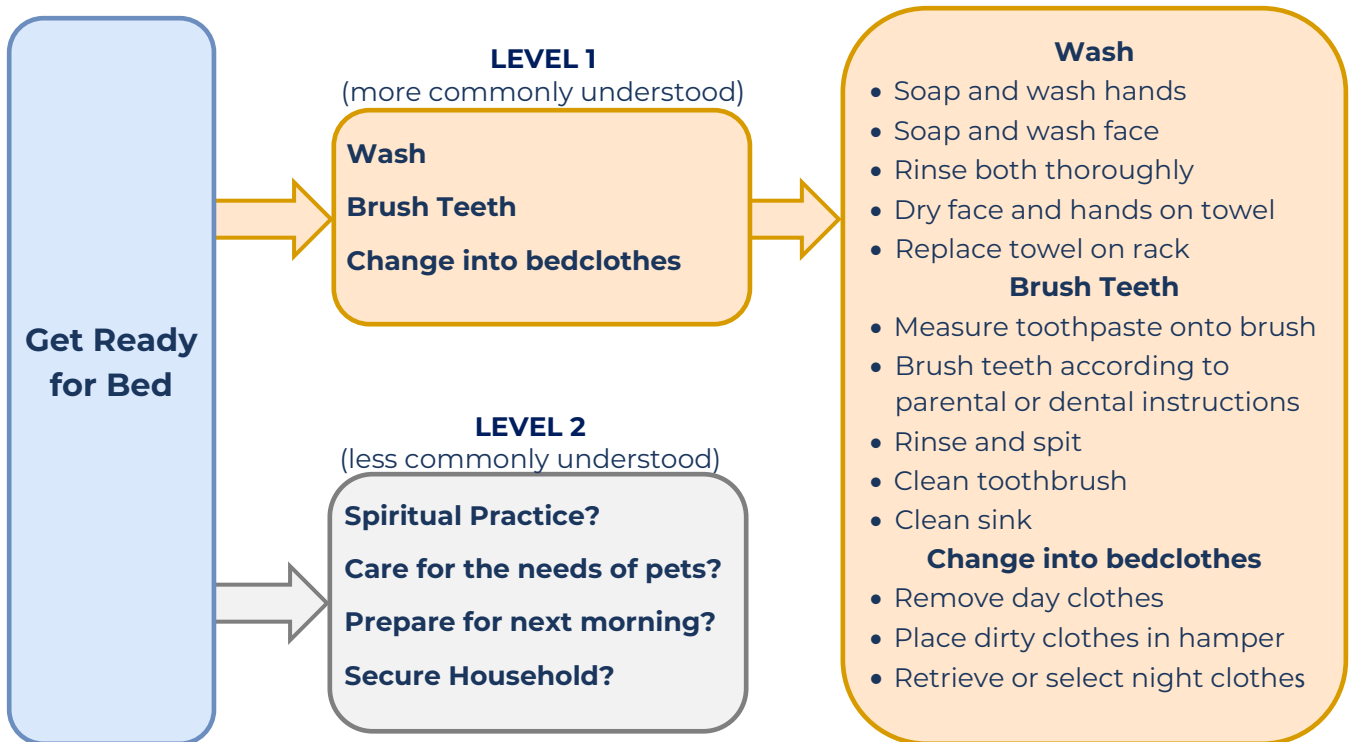 Get Ready
for Bed
LEVEL 1
(more commonly understood)
Wash
Brush Teeth
Change into bedclothes
LEVEL 2
(less commonly understood)
Spiritual Practice?
Care for the needs of pets?
Prepare for next morning?
Secure Household?
Wash
• Soap and wash hands
• Soap and wash face
• Rinse both thoroughly
• Dry face and hands on towel
• Replace towel on rack
Brush Teeth
• Measure toothpaste onto brush
• Brush teeth according to
parental or dental instructions
• Rinse and spit
• Clean toothbrush
• Clean sink
Change into bedclothes
• Remove day clothes
• Place dirty clothes in hamper
• Retrieve or select night clothes